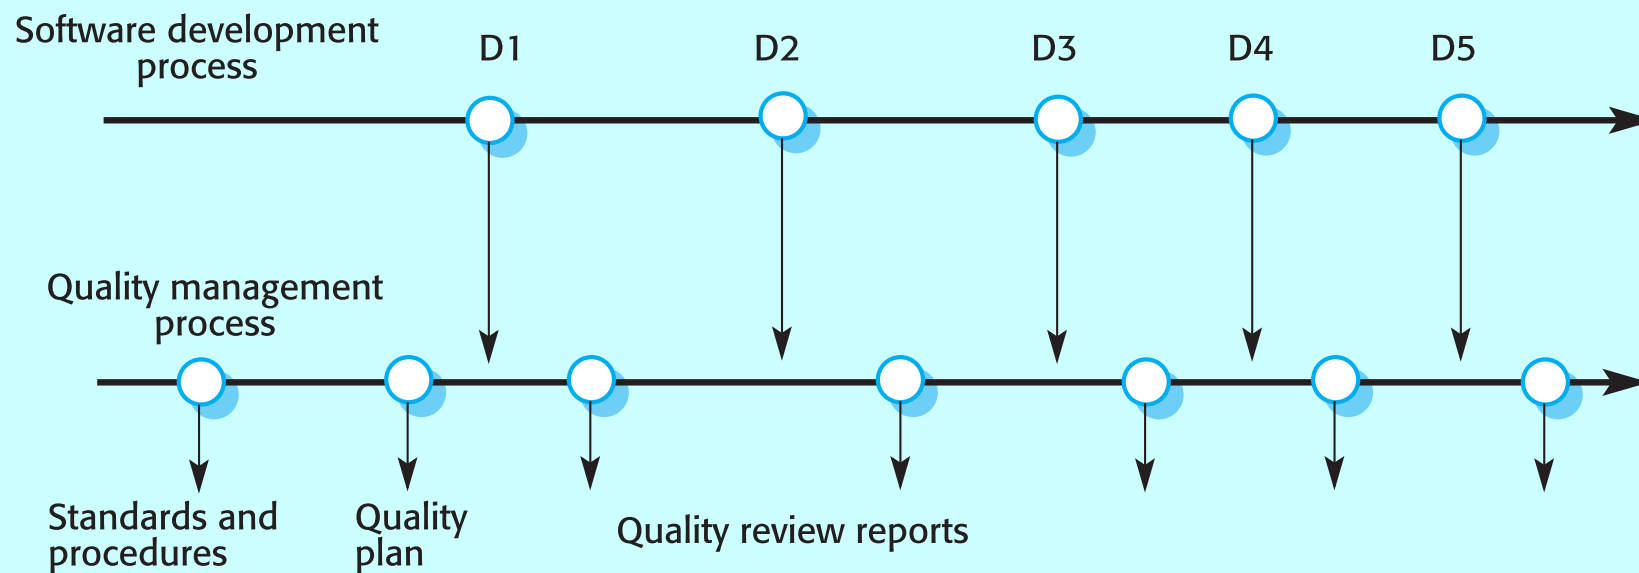 Software development
process
D1
D2
D3
D4
D5
Quality management
process
Standards and
procedures
Quality
plan
Quality review reports